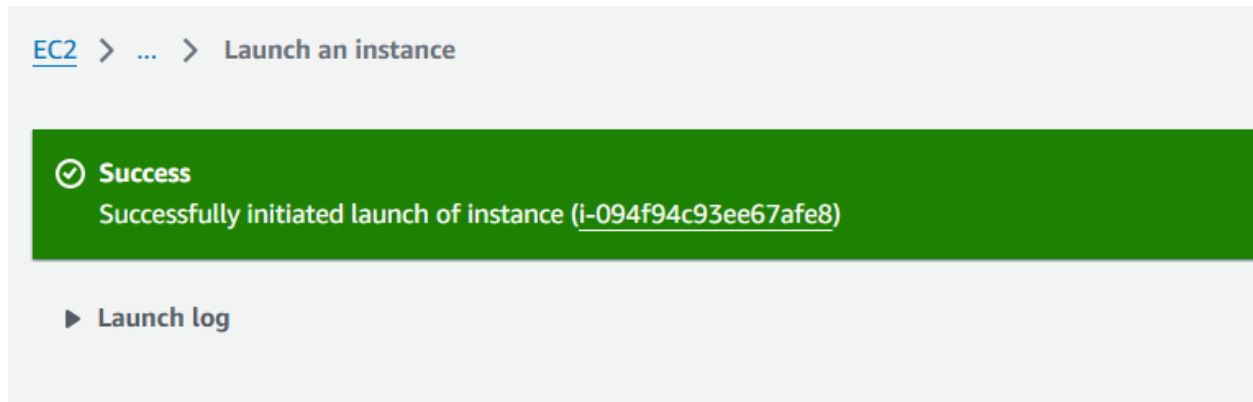 EC2 > ... > Launch an instance
Success
Successfully initiated launch of instance (i-094f94c93ee67afe8)
Launch log